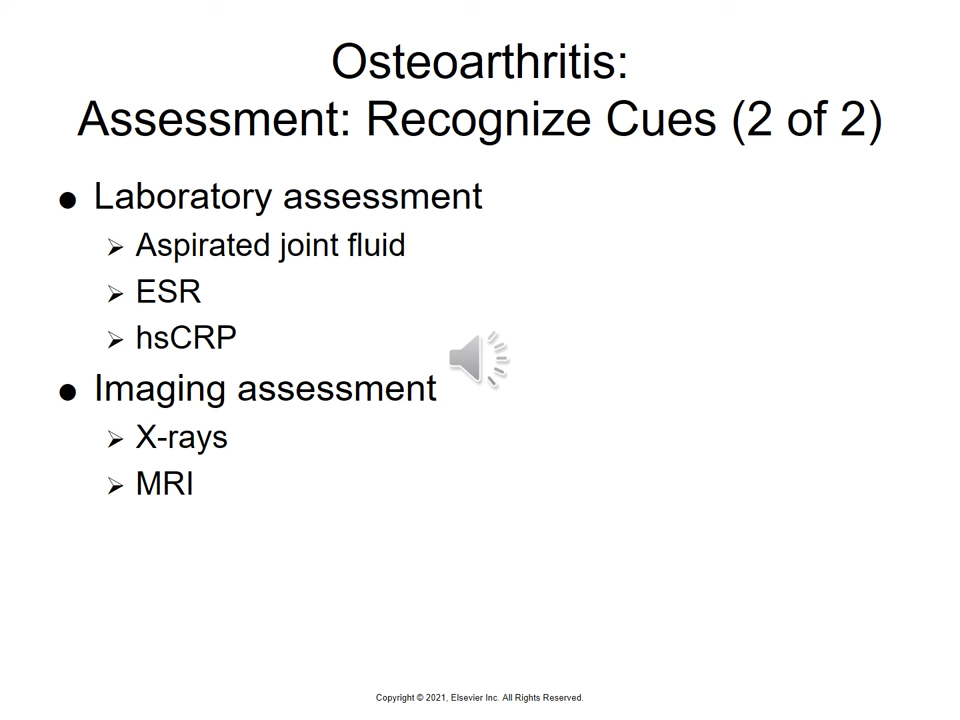 Osteoarthritis:
Assessment: Recognize Cues (2 of 2)
● Laboratory assessment
➢ Aspirated joint fluid
➢ ESR
➢ hsCRP
● Imaging assessment
➢ X-rays
➢ MRI
Copyright © 2021, Elsevier Inc. All Rights Reserved.